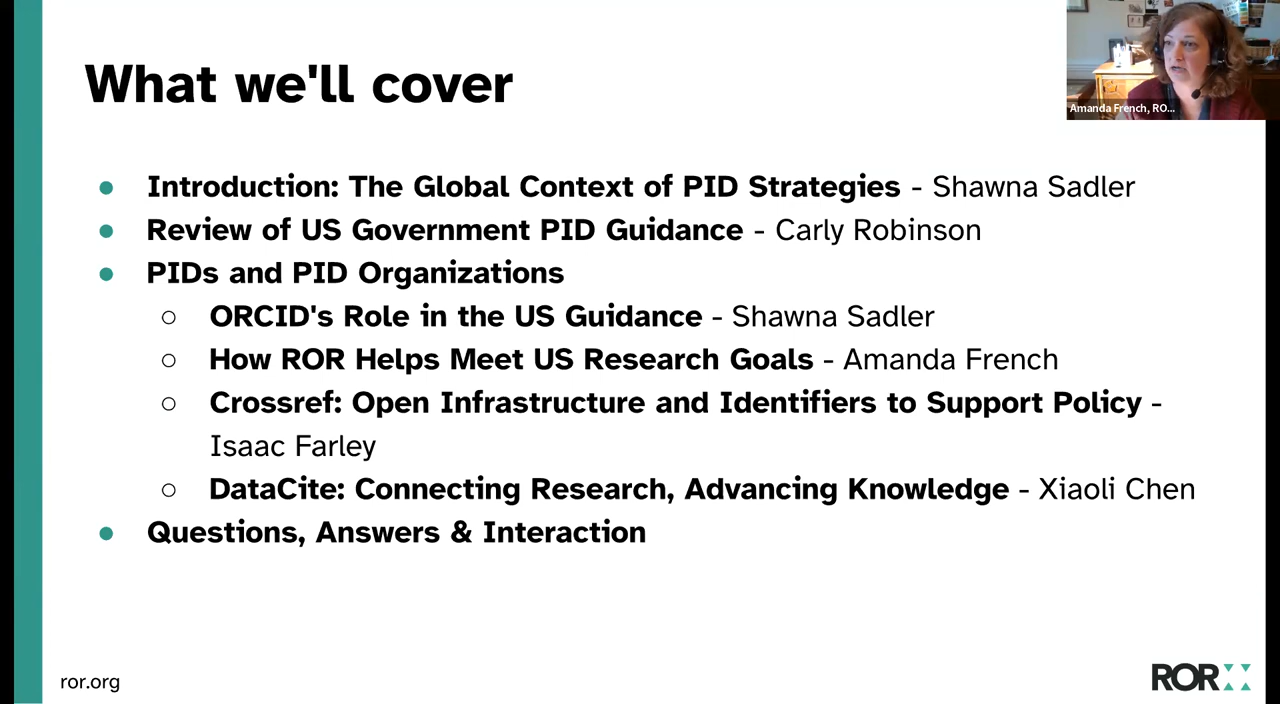 What we'll cover
Amanda French, RO...
● Introduction: The Global Context of PID Strategies - Shawna Sadler
● Review of US Government PID Guidance - Carly Robinson
● PIDs and PID Organizations
○ ORCID's Role in the US Guidance - Shawna Sadler
○ How ROR Helps Meet US Research Goals - Amanda French
○ Crossref: Open Infrastructure and Identifiers to Support Policy -
Isaac Farley
○ DataCite: Connecting Research, Advancing Knowledge - Xiaoli Chen
● Questions, Answers & Interaction
ror.org
ROR